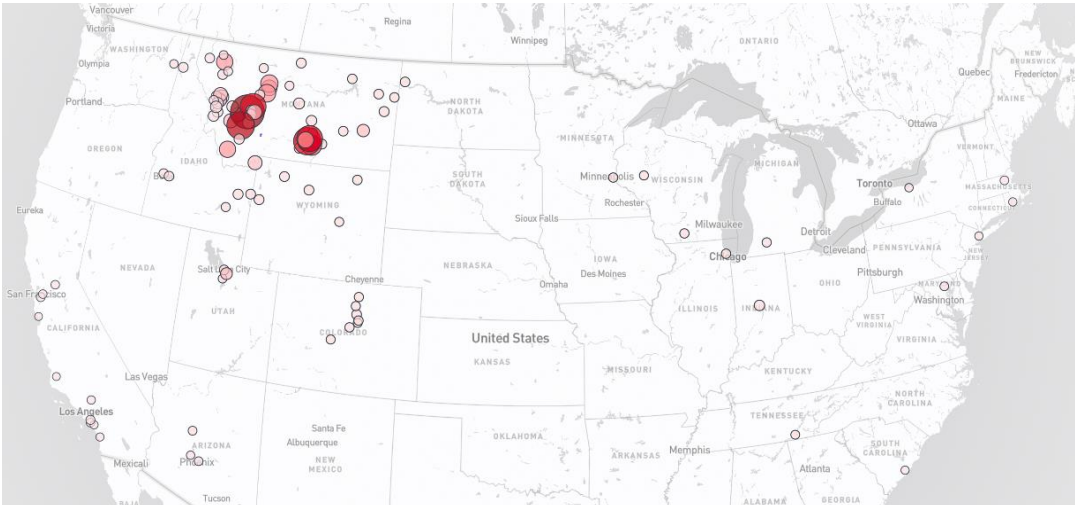 Vancouver
Victoria
Regina
Winnipeg
WASHINGTON
Olympia
ONTARIO
Quebec
NEW
BRUNSWICK
Fredericton
MAINE
Portland
NORTH
DAKOTA
Ottawa
OREGON
MINNESOTA
VERMONT
IDAHO
MICHIGAN
Minneapolis
WISCONSIN
SOUTH
DAKOTA
Toronto
MASSACHUSETTS
Buffalo
Rochester
WYOMING
Eureka
Sioux Falls
Milwaukee
Detroit
Cleveland
PENNSYLVANIA
Chicago
NEW
JERSEY
IOWA
Des Moines
NEVADA
Salt Lake City
NEBRASKA
Cheyenne
Omaha
OHIO
Pittsburgh
San Francisco
Washington
UTAH
ILLINOIS
INDIANA
WEST
VIRGINIA
CALIFORNIA
COLORADO
United States
VIRGINIA
KANSAS
MISSOURI
KENTUCKY
Las Vegas
NORTH
CAROLINA
Los Angeles
TENNESSEE
Santa Fe
Albuquerque
ARIZONA
OKLAHOMA
SOUTH
CAROLINA
ARKANSAS
Memphis
Phoenix
Mexicali
NEW
MEXICO
Atlanta
Tucson
ALABAMA
GEORGIA